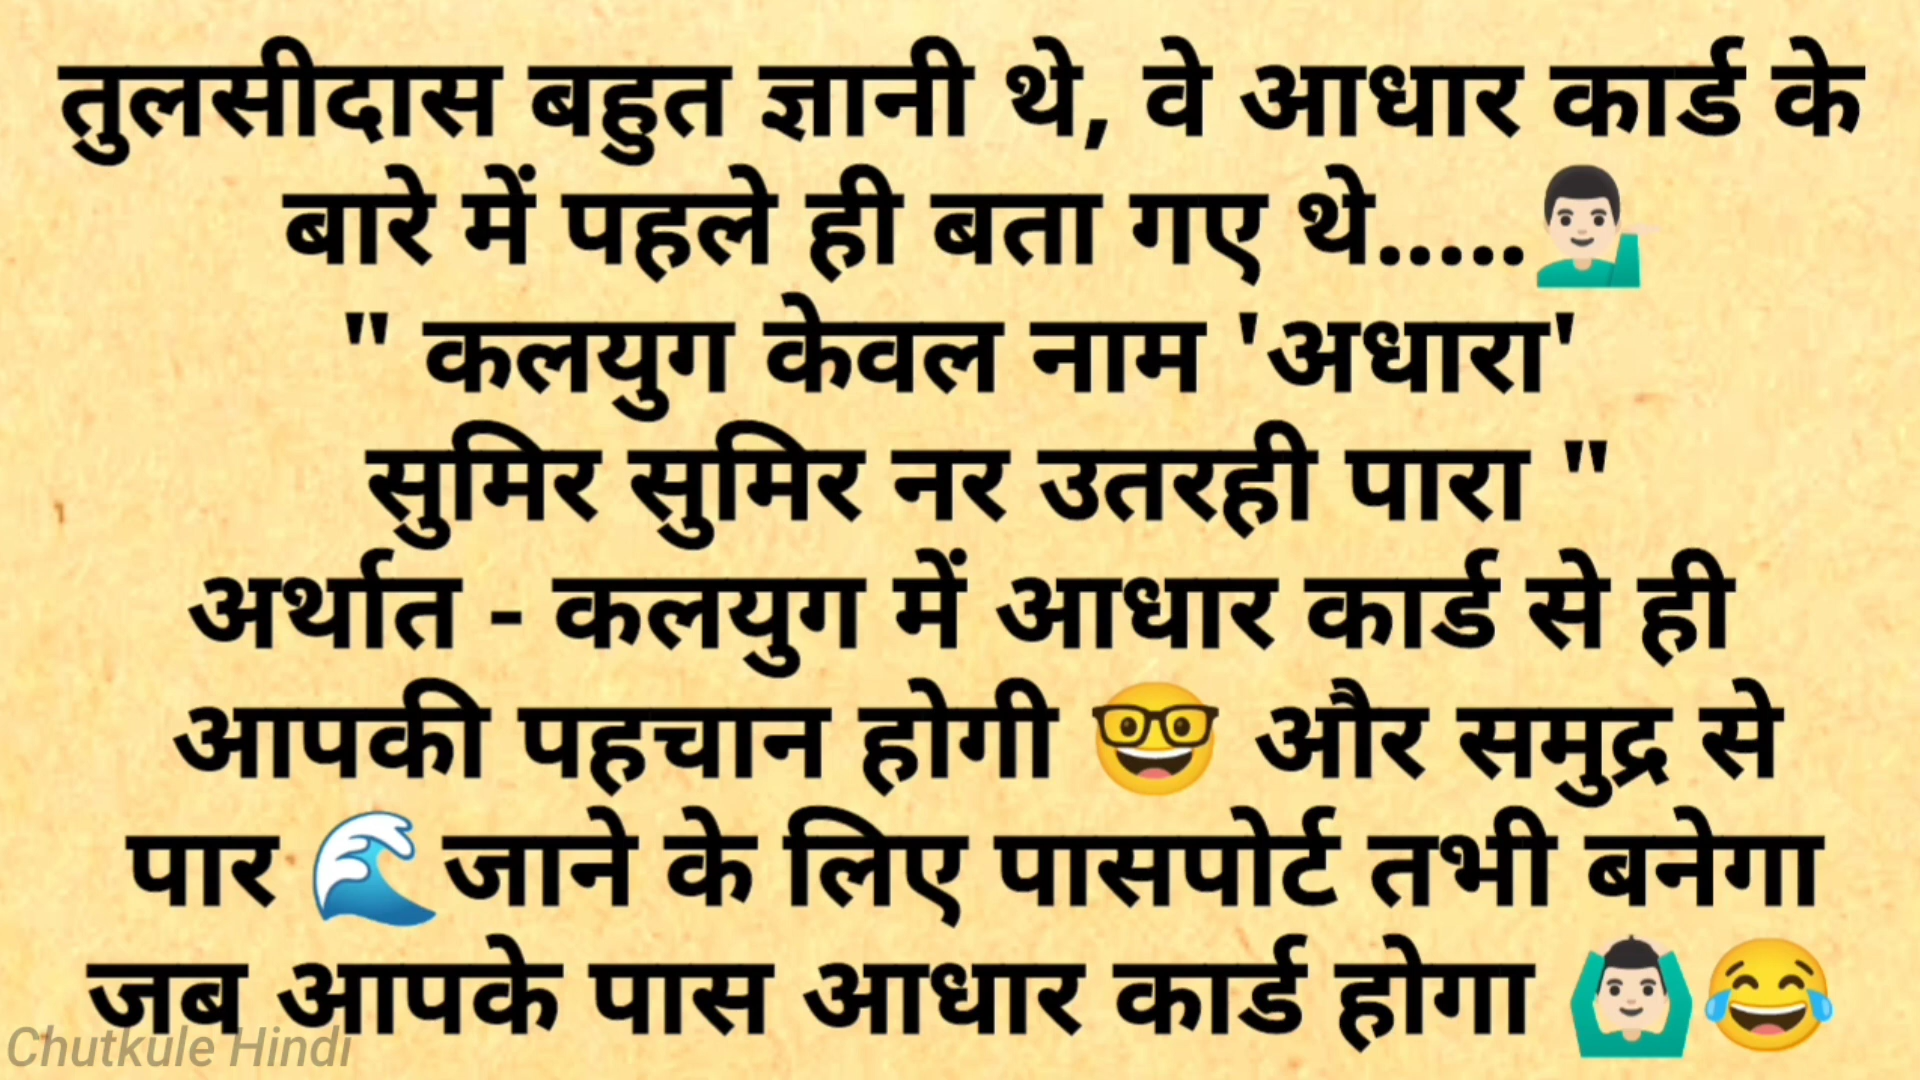 तुलसीदास बहुत ज्ञानी थे, वे आधार कार्ड के
बारे में पहले ही बता गए थे.....💁🏻‍♂️
" कलयुग केवल नाम 'अधारा'
सुमिर सुमिर नर उतरही पारा "
अर्थात - कलयुग में आधार कार्ड से ही
आपकी पहचान होगी 🤓 और समुद्र से
पार 🌊 जाने के लिए पासपोर्ट तभी बनेगा
जब आपके पास आधार कार्ड होगा 🙆🏻‍♂️😂
Chutkule Hindi